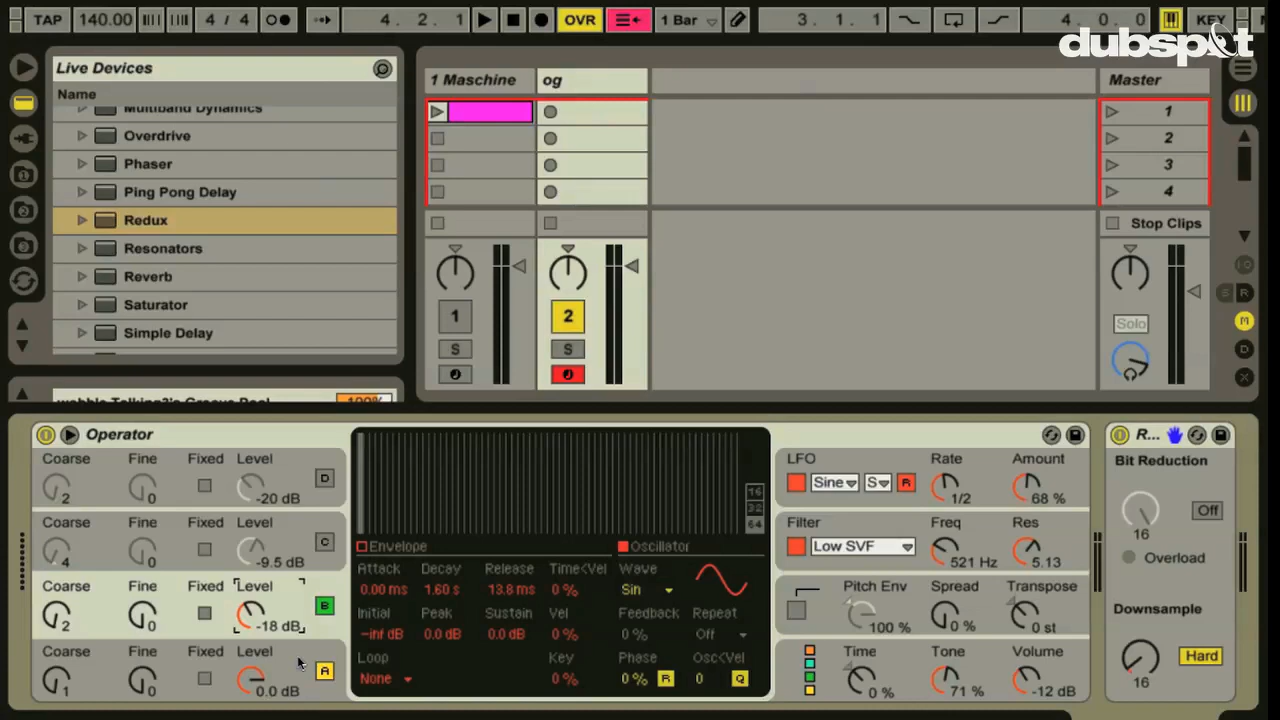 TAP 140.00 4 / 4 4. 2. 1 OVR 1 Bar 3. 1. 1 4. 0. 0 KEY
dubspot
Live Devices
Name
Multiband Dynamics
Overdrive
Phaser
Ping Pong Delay
Redux
Resonators
Reverb
Saturator
Simple Delay
1 Maschine og Master
1
2
3
4
Stop Clips
1 2 Solo
S S
S R
M
D
X
100%
Operator
Coarse Fine Fixed Level
2 0 -20 dB D
Coarse Fine Fixed Level
4 0 -9.5 dB C
Coarse Fine Fixed Level
2 0 -18 dB B
Coarse Fine Fixed Level
1 0 0.0 dB A
16
32
64
Envelope Oscillator
Attack Decay Release Time<Vel Wave
0.00 ms 1.60 s 13.8 ms 0 % Sin
Initial Peak Sustain Vel Feedback Repeat
-inf dB 0.0 dB 0.0 dB 0 % 0 % Off
Loop Key Phase Osc<Vel
None 0 % 0 % R 0 Q
LFO Rate Amount
Sine S R 1/2 68 %
Filter Freq Res
Low SVF 521 Hz 5.13
Pitch Env Spread Transpose
100 % 0 % 0 st
Time Tone Volume
0 % 71 % -12 dB
R...
Bit Reduction
Off
16
Overload
Downsample
Hard
16